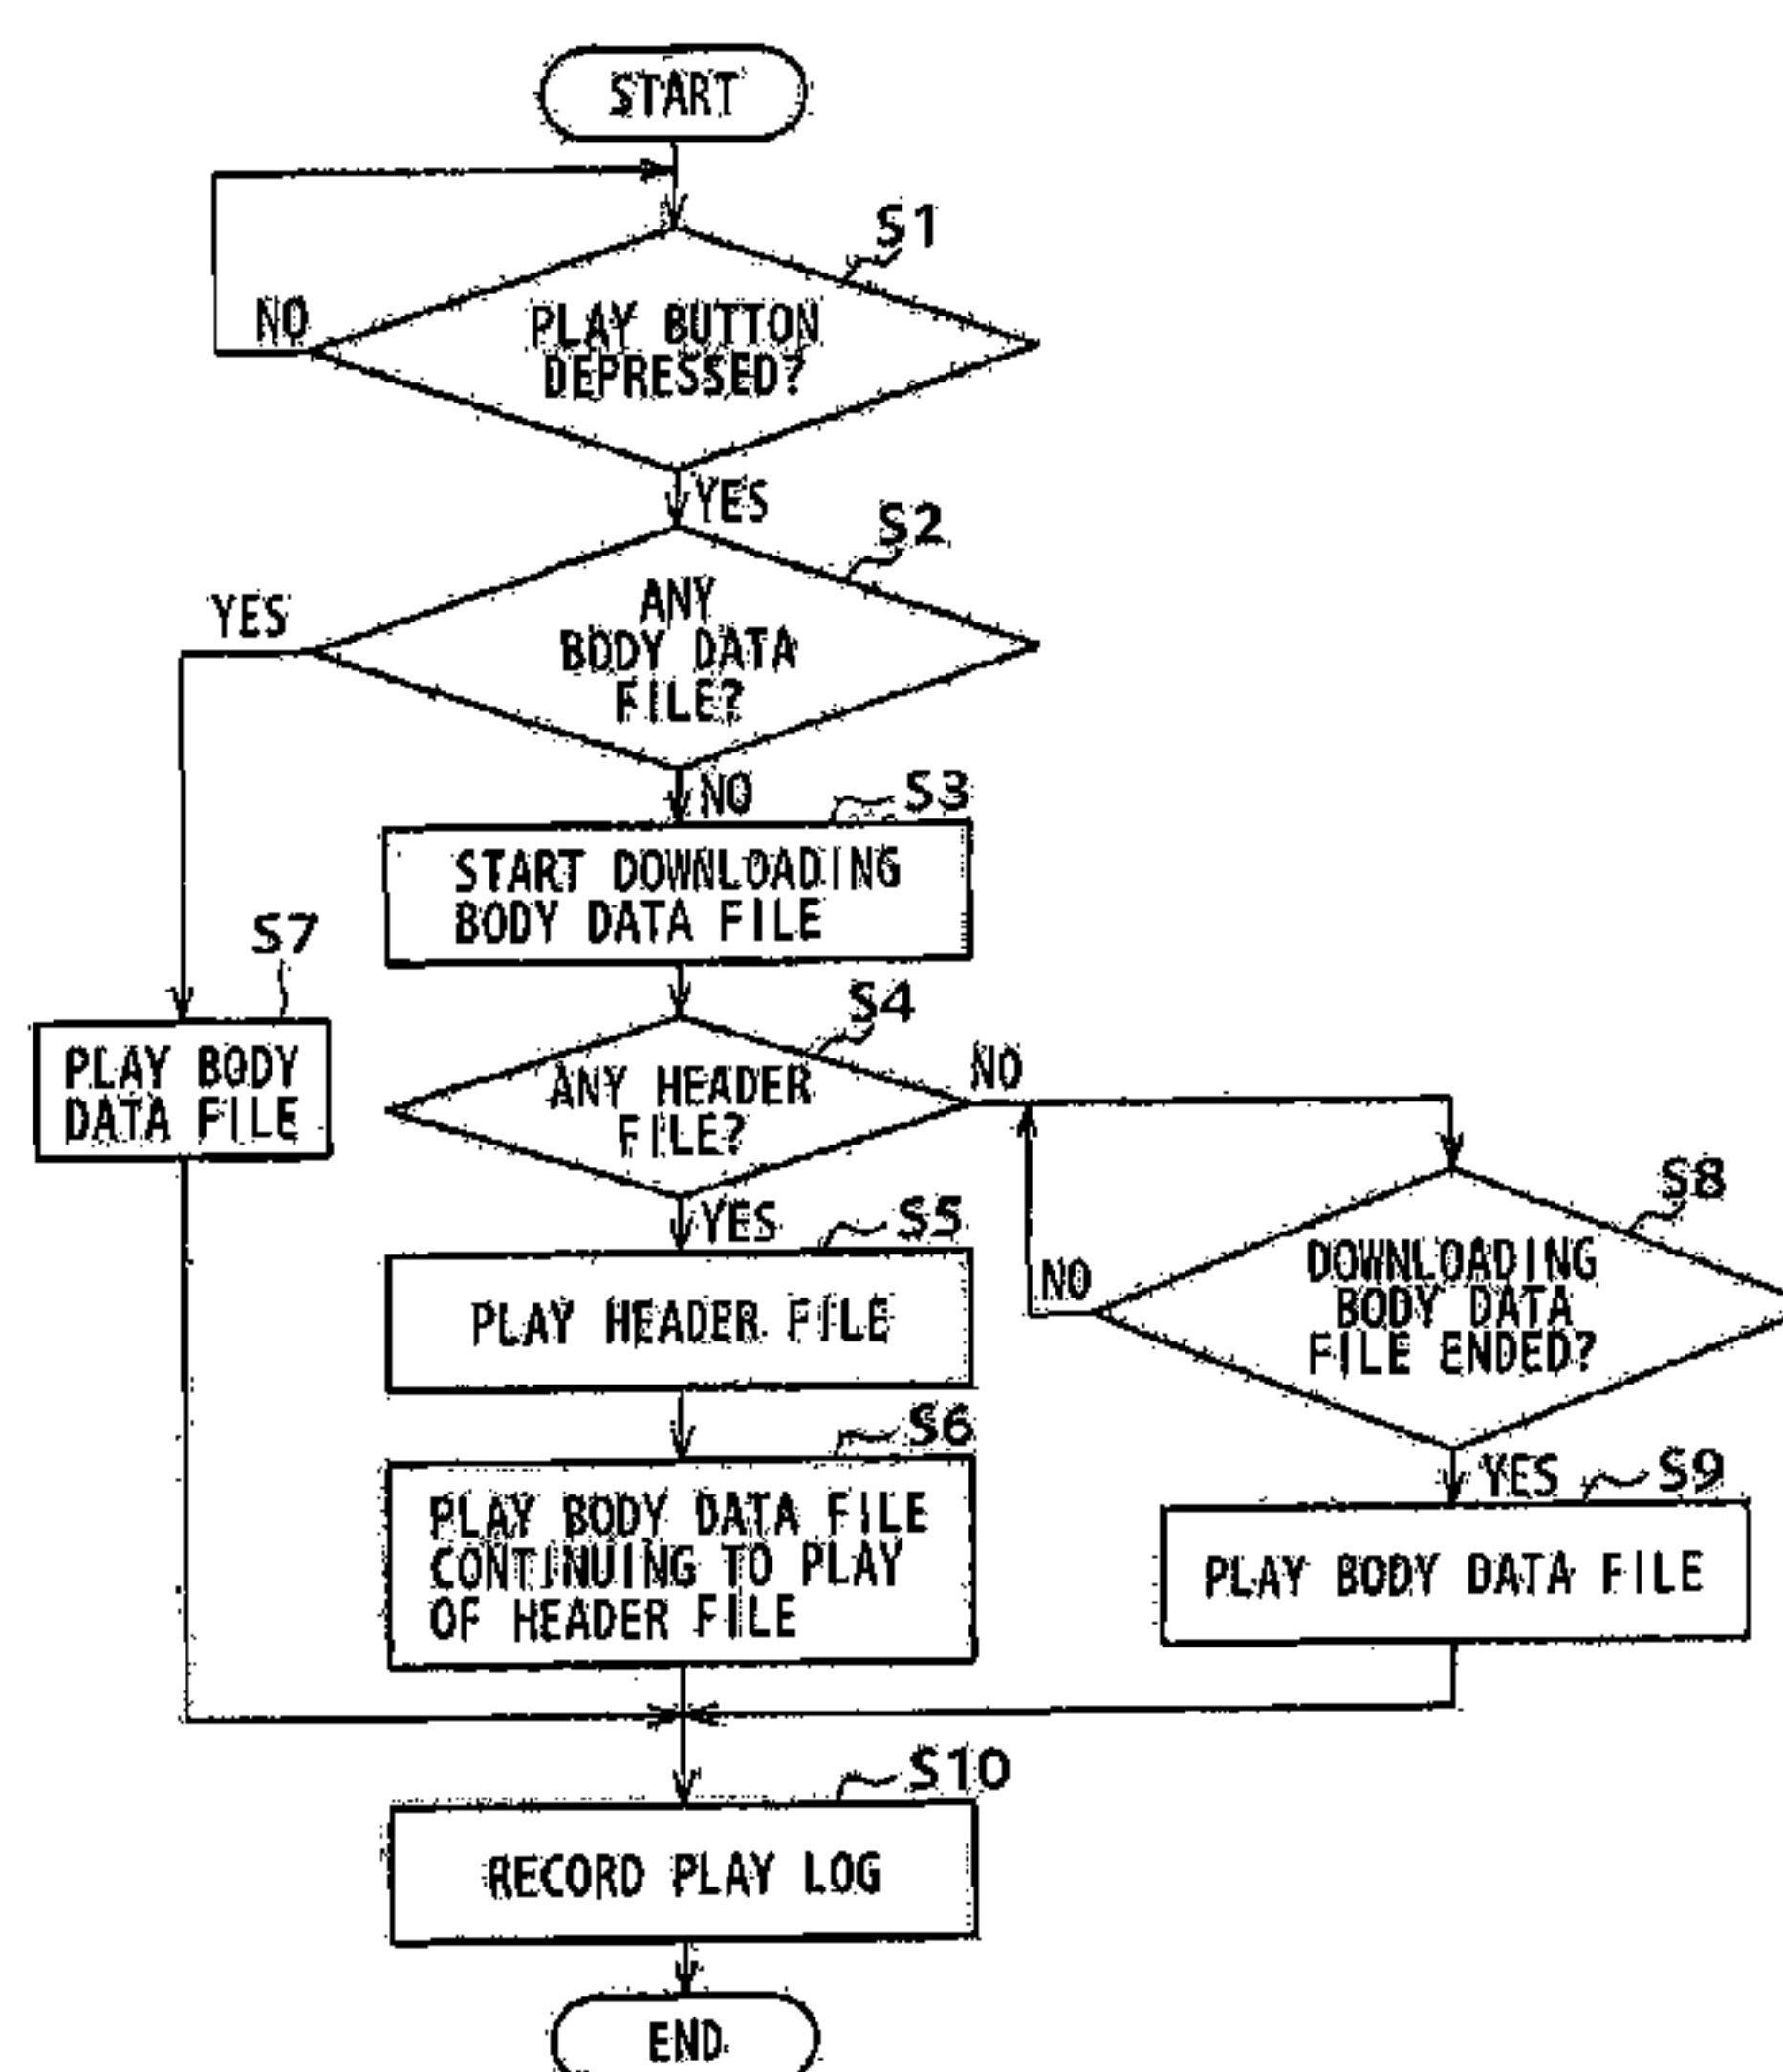 START
S1
NO
PLAY BUTTON
DEPRESSED?
YES
S2
YES
ANY
BODY DATA
FILE?
NO
S3
START DOWNLOADING
BODY DATA FILE
S7
PLAY BODY
DATA FILE
S4
ANY HEADER
FILE?
NO
YES
S5
PLAY HEADER FILE
S8
NO
DOWNLOADING
BODY DATA
FILE ENDED?
S6
PLAY BODY DATA FILE
CONTINUING TO PLAY
OF HEADER FILE
YES
S9
PLAY BODY DATA FILE
S10
RECORD PLAY LOG
END